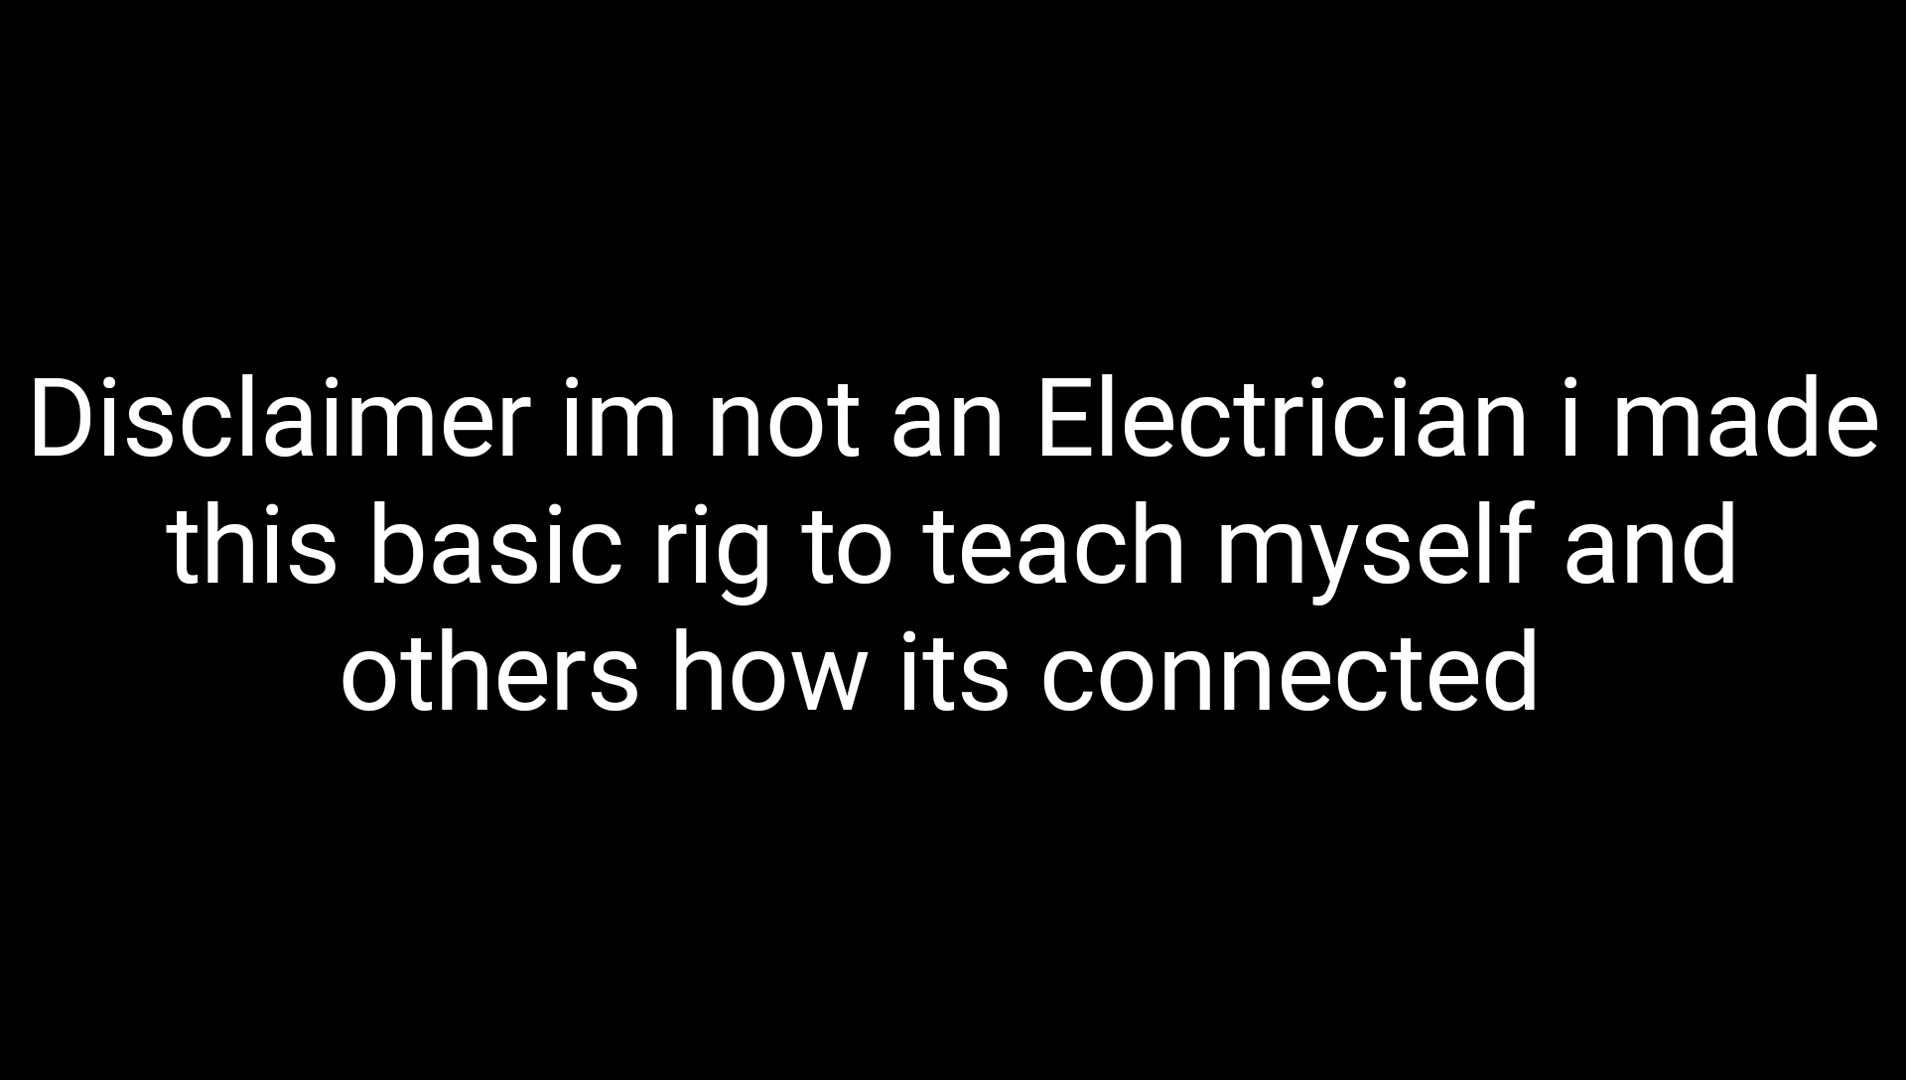 Disclaimer im not an Electrician i made
this basic rig to teach myself and
others how its connected